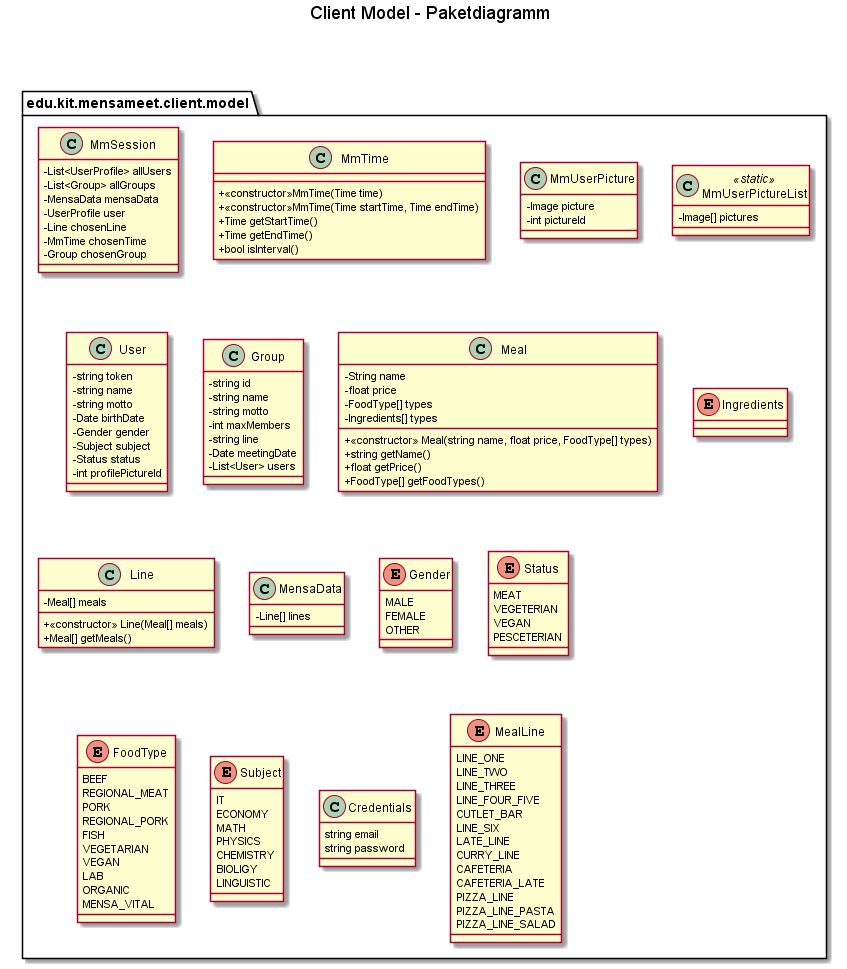 Client Model - Paketdiagramm
edu.kit.mensameet.client.model
C MmSession
-List<UserProfile> allUsers
-List<Group> allGroups
-MensaData mensaData
-UserProfile user
-Line chosenLine
-MmTime chosenTime
-Group chosenGroup
C MmTime
+«constructor»MmTime(Time time)
+«constructor»MmTime(Time startTime, Time endTime)
+Time getStartTime()
+Time getEndTime()
+bool isInterval()
C MmUserPicture
-Image picture
-int pictureId
C «static»
MmUserPictureList
-Image[] pictures
C User
-string token
-string name
-string motto
-Date birthDate
-Gender gender
-Subject subject
-Status status
-int profilePictureId
C Group
-string id
-string name
-string motto
-int maxMembers
-string line
-Date meetingDate
-List<User> users
C Meal
-String name
-float price
-FoodType[] types
-Ingredients[] types
+«constructor» Meal(string name, float price, FoodType[] types)
+string getName()
+float getPrice()
+FoodType[] getFoodTypes()
E Ingredients
C Line
-Meal[] meals
+«constructor» Line(Meal[] meals)
+Meal[] getMeals()
C MensaData
-Line[] lines
E Gender
MALE
FEMALE
OTHER
E Status
MEAT
VEGETERIAN
VEGAN
PESCETERIAN
E FoodType
BEEF
REGIONAL_MEAT
PORK
REGIONAL_PORK
FISH
VEGETARIAN
VEGAN
LAB
ORGANIC
MENSA_VITAL
E Subject
IT
ECONOMY
MATH
PHYSICS
CHEMISTRY
BIOLIGY
LINGUISTIC
C Credentials
string email
string password
E MealLine
LINE_ONE
LINE_TWO
LINE_THREE
LINE_FOUR_FIVE
CUTLET_BAR
LINE_SIX
LATE_LINE
CURRY_LINE
CAFETERIA
CAFETERIA_LATE
PIZZA_LINE
PIZZA_LINE_PASTA
PIZZA_LINE_SALAD